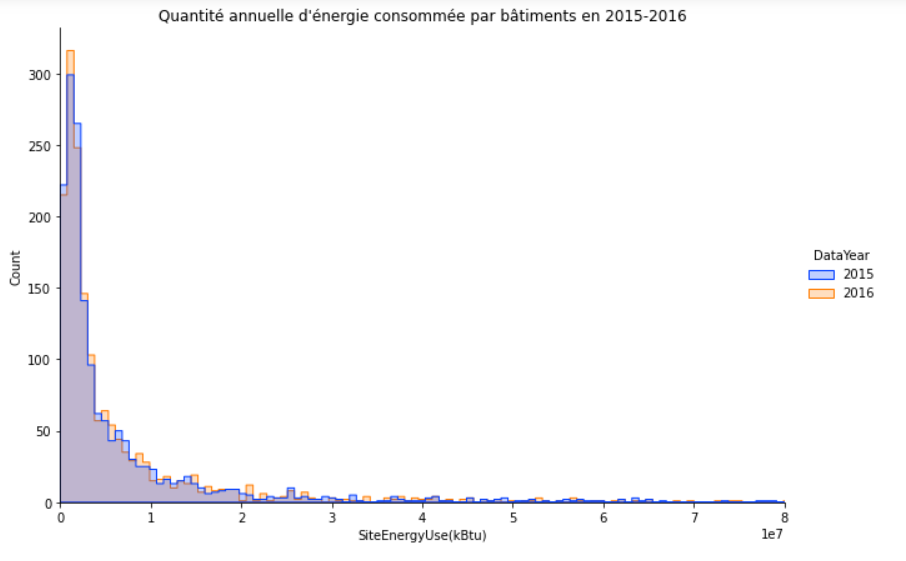 Quantité annuelle d'énergie consommée par bâtiments en 2015-2016
300
250
200
150
100
50
0
Count
0 1 2 3 4 5 6 7 8
1e7
SiteEnergyUse(kBtu)
DataYear
2015
2016